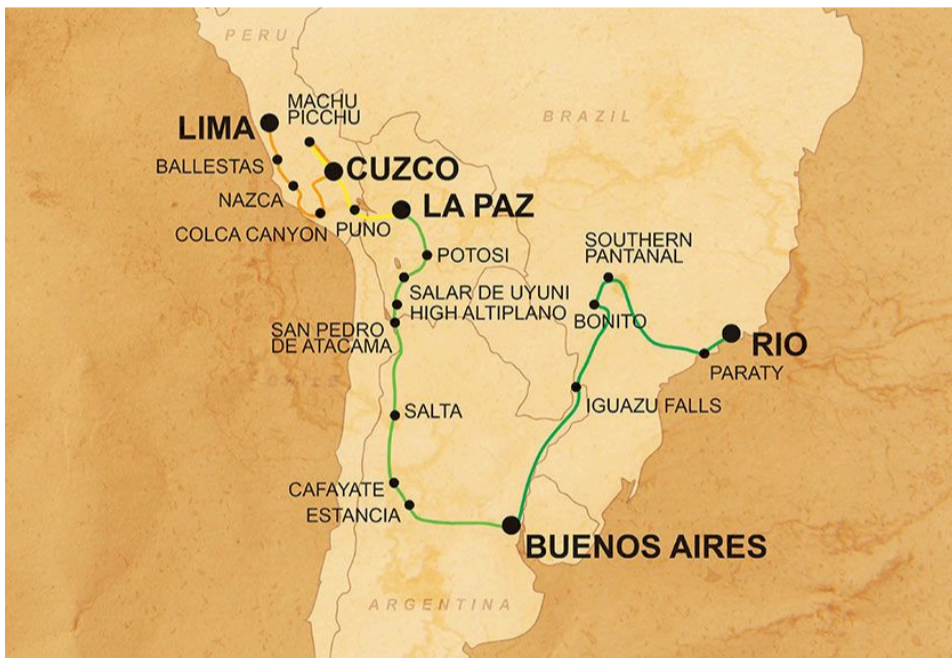 PERU
BRAZIL
MACHU
PICCHU
LIMA
BALLESTAS
CUZCO
NAZCA
LA PAZ
COLCA CANYON
PUNO
SOUTHERN
PANTANAL
POTOSI
SALAR DE UYUNI
HIGH ALTIPLANO
BONITO
SAN PEDRO
DE ATACAMA
RIO
PARATY
CHILE
IGUAZU FALLS
SALTA
CAFAYATE
ESTANCIA
BUENOS AIRES
ARGENTINA